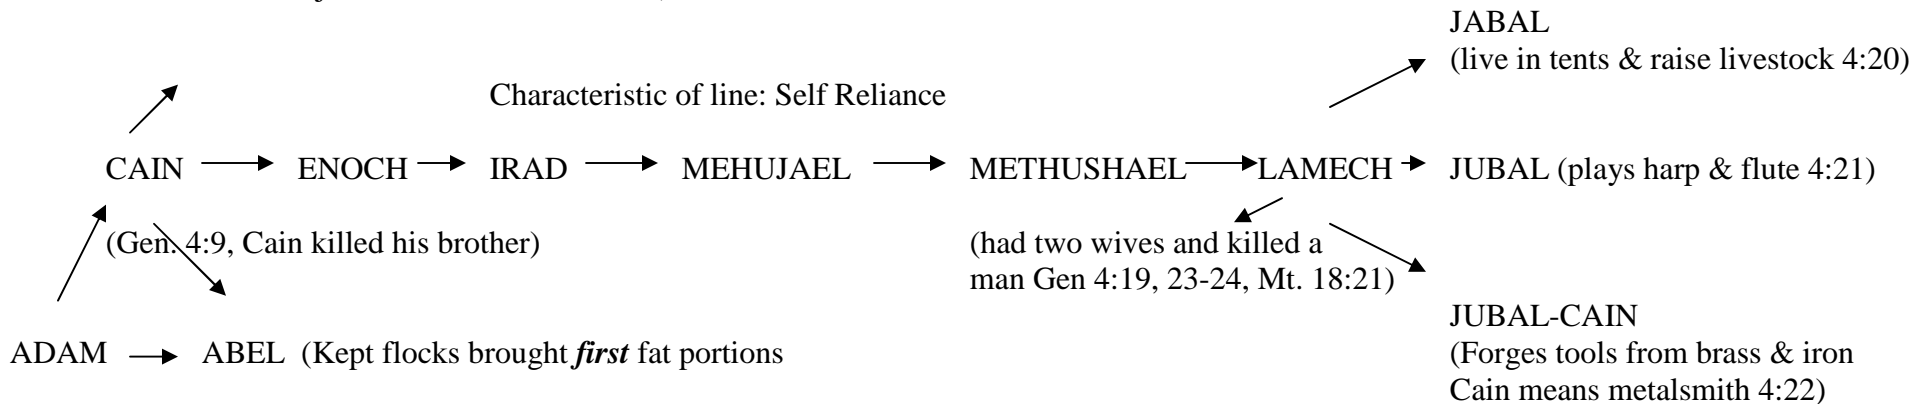 JABAL
(live in tents & raise livestock 4:20)
Characteristic of line: Self Reliance
CAIN ENOCH IRAD MEHUJAEL METHUSHAEL LAMECH JUBAL (plays harp & flute 4:21)
(Gen. 4:9, Cain killed his brother)
(had two wives and killed a
man Gen 4:19, 23-24, Mt. 18:21)
JUBAL-CAIN
ADAM ABEL (Kept flocks brought first fat portions
(Forges tools from brass & iron
Cain means metalsmith 4:22)